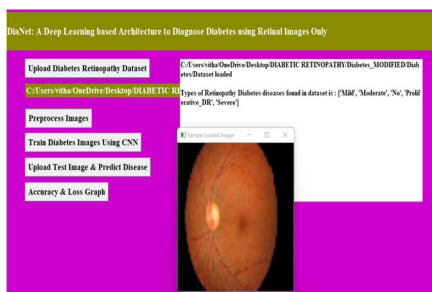 DiaNet: A Deep Learning based Architecture to Diagnose Diabetes using Retinal Images Only
Upload Diabetes Retinopathy Dataset
C:/Users/vitha/OneDrive/Desktop/DIABETIC RE
Preprocess Images
Train Diabetes Images Using CNN
Upload Test Image & Predict Disease
Accuracy & Loss Graph
C:/Users/vitha/OneDrive/Desktop/DIABETIC RETINOPATHY/Diabetes_MODIFIED/Diab
etes/Dataset loaded
Types of Retinopathy Diabetes diseases found in dataset is : ['Mild', 'Moderate', 'No', 'Prolif
erative_DR', 'Severe']
Sample Loaded Image